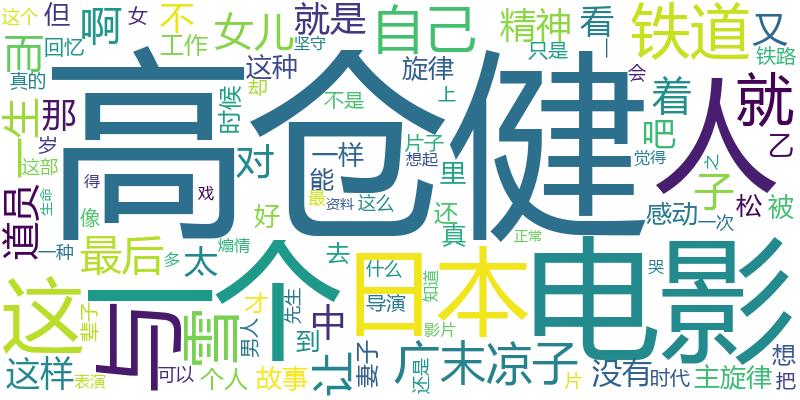 这个
但
女
啊
不
就是
自己
精神
看
铁道
又
而
回忆
工作
女儿
坚守
只是
一
铁路
真的
高仓健
这种
旋律
会
人
就
一生
那
时候
却
不是
上
着
岁
这部
对
一样
片子
吧
觉得
之
乙
道员
得
戏
能
想起
里
子
松
被
生命
像
最
资料
这么
还
感动
一次
一种
最后
多
煽情
太
好
去
真
正常
这
与
一个
雪
日本
电影
什么
知道
哭
辈子
才
先生
中
导演
男人
到
影片
这样
表演
可以
个人
故事
让
妻子
广末凉子
还是
片
没有
时代
主旋律
想
把